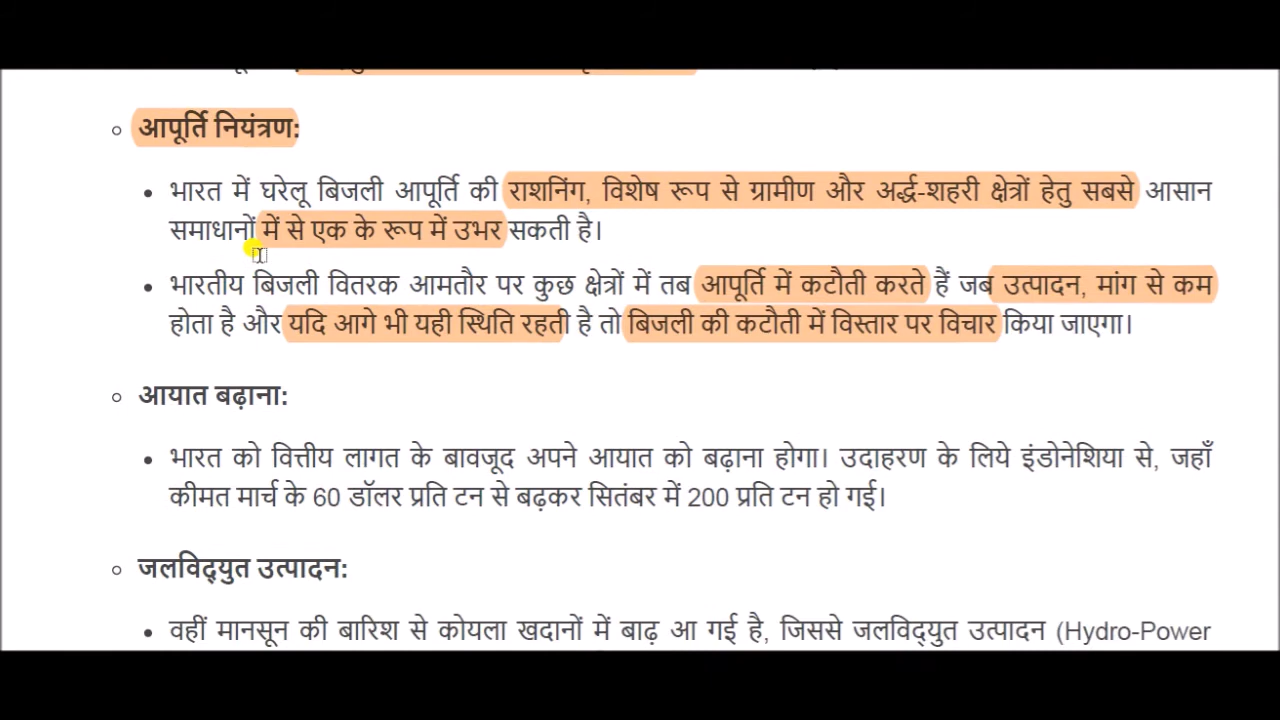 आपूर्ति नियंत्रण:
भारत में घरेलू बिजली आपूर्ति की राशनिंग, विशेष रूप से ग्रामीण और अर्द्ध-शहरी क्षेत्रों हेतु सबसे आसान
समाधानों में से एक के रूप में उभर सकती है।
भारतीय बिजली वितरक आमतौर पर कुछ क्षेत्रों में तब आपूर्ति में कटौती करते हैं जब उत्पादन, मांग से कम
होता है और यदि आगे भी यही स्थिति रहती है तो बिजली की कटौती में विस्तार पर विचार किया जाएगा।
आयात बढ़ाना:
भारत को वित्तीय लागत के बावजूद अपने आयात को बढ़ाना होगा। उदाहरण के लिये इंडोनेशिया से, जहाँ
कीमत मार्च के 60 डॉलर प्रति टन से बढ़कर सितंबर में 200 प्रति टन हो गई।
जलविद्युत उत्पादन:
वहीं मानसून की बारिश से कोयला खदानों में बाढ़ आ गई है, जिससे जलविद्युत उत्पादन (Hydro-Power